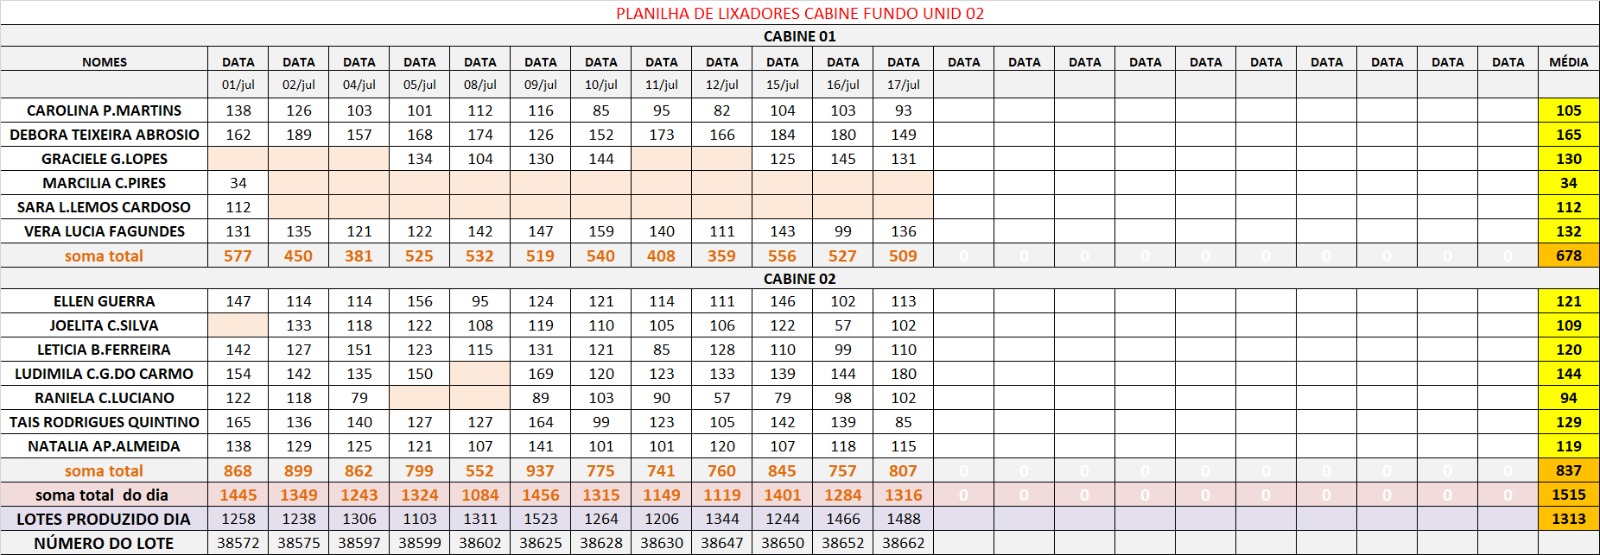 PLANILHA DE LIXADORES CABINE FUNDO UNID 02
CABINE 01
NOMES DATA DATA DATA DATA DATA DATA DATA DATA DATA DATA DATA DATA DATA DATA DATA DATA DATA DATA DATA DATA DATA DATA MÉDIA
01/jul 02/jul 04/jul 05/jul 08/jul 09/jul 10/jul 11/jul 12/jul 15/jul 16/jul 17/jul
CAROLINA P.MARTINS 138 126 103 101 112 116 85 95 82 104 103 93 105
DEBORA TEIXEIRA ABROSIO 162 189 157 168 174 126 152 173 166 184 180 149 165
GRACIELE G.LOPES 134 104 130 144 125 145 131 130
MARCILIA C.PIRES 34 34
SARA L.LEMOS CARDOSO 112 112
VERA LUCIA FAGUNDES 131 135 121 122 142 147 159 140 111 143 99 136 132
soma total 577 450 381 525 532 519 540 408 359 556 527 509 0 0 0 0 0 0 0 0 0 0 678
CABINE 02
ELLEN GUERRA 147 114 114 156 95 124 121 114 111 146 102 113 121
JOELITA C.SILVA 133 118 122 108 119 110 105 106 122 57 102 109
LETICIA B.FERREIRA 142 127 151 123 115 131 121 85 128 110 99 110 120
LUDIMILA C.G.DO CARMO 154 142 135 150 169 120 123 133 139 144 180 144
RANIELA C.LUCIANO 122 118 79 89 103 90 57 79 98 102 94
TAIS RODRIGUES QUINTINO 165 136 140 127 127 164 99 123 105 142 139 85 129
NATALIA AP.ALMEIDA 138 129 125 121 107 141 101 101 120 107 118 115 119
soma total 868 899 862 799 552 937 775 741 760 845 757 807 0 0 0 0 0 0 0 0 0 0 837
soma total do dia 1445 1349 1243 1324 1084 1456 1315 1149 1119 1401 1284 1316 0 0 0 0 0 0 0 0 0 0 1515
LOTES PRODUZIDO DIA 1258 1238 1306 1103 1311 1523 1264 1206 1344 1244 1466 1488 1313
NÚMERO DO LOTE 38572 38575 38597 38599 38602 38625 38628 38630 38647 38650 38652 38662